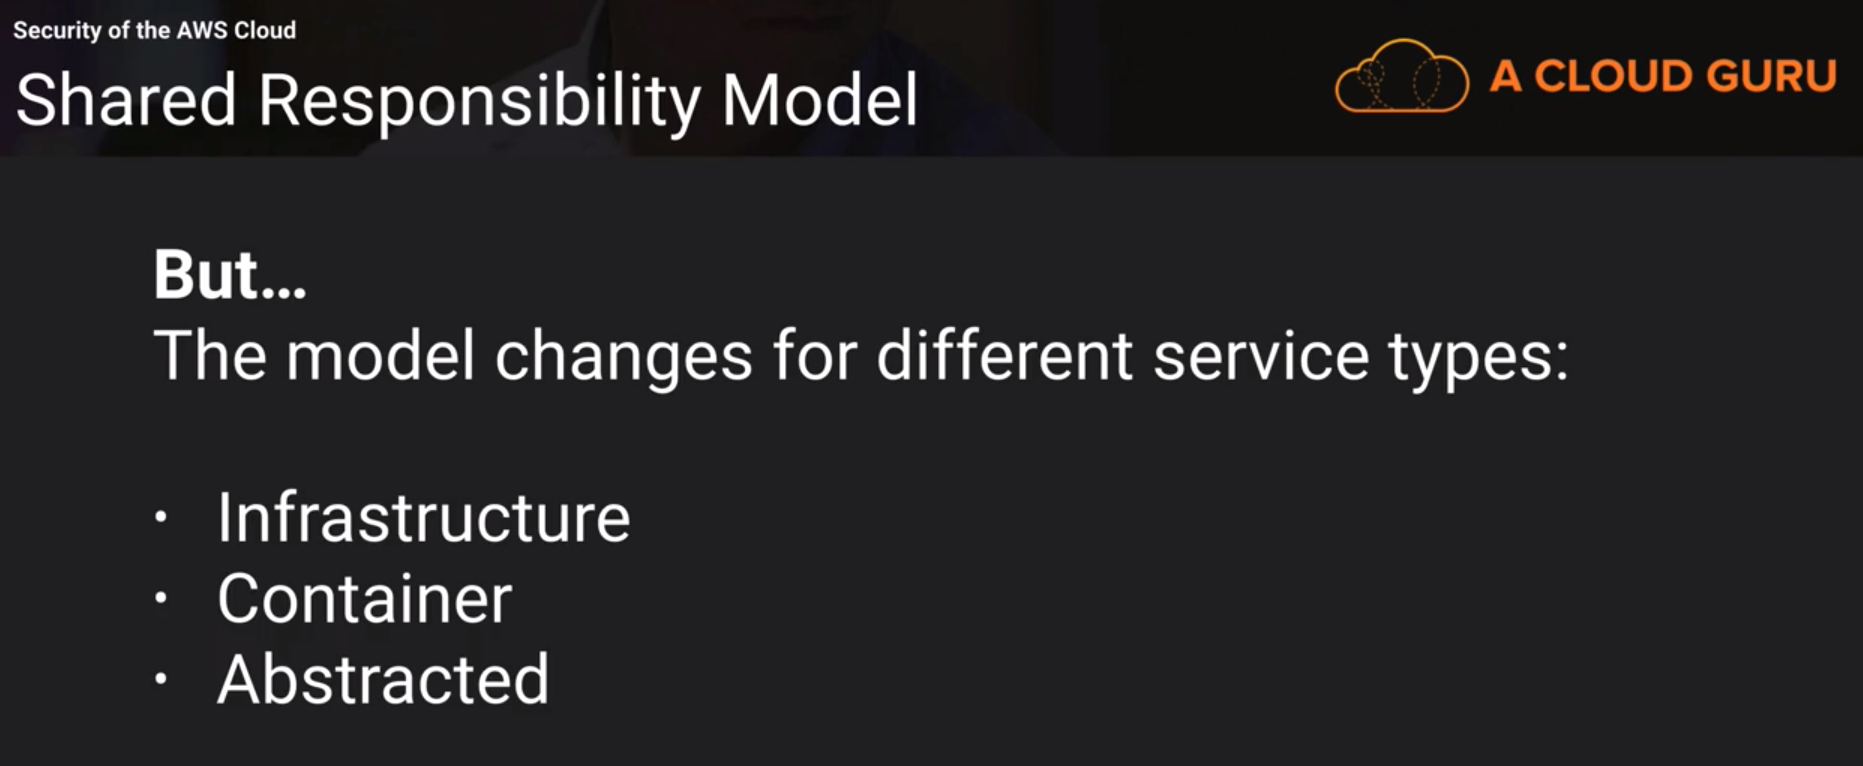 Security of the AWS Cloud
Shared Responsibility Model
A CLOUD GURU
But...
The model changes for different service types:
• Infrastructure
• Container
• Abstracted